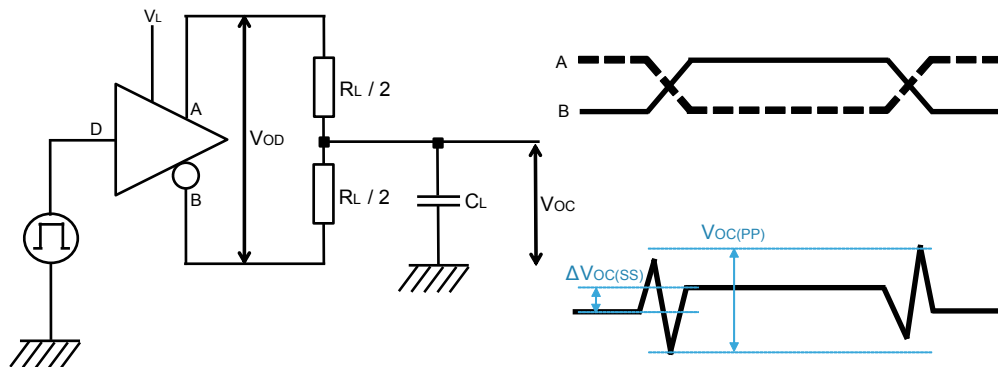 VL
A
D
B
VOD
RL / 2
RL / 2
CL
VOC
A
B
VOC(PP)
ΔVOC(SS)